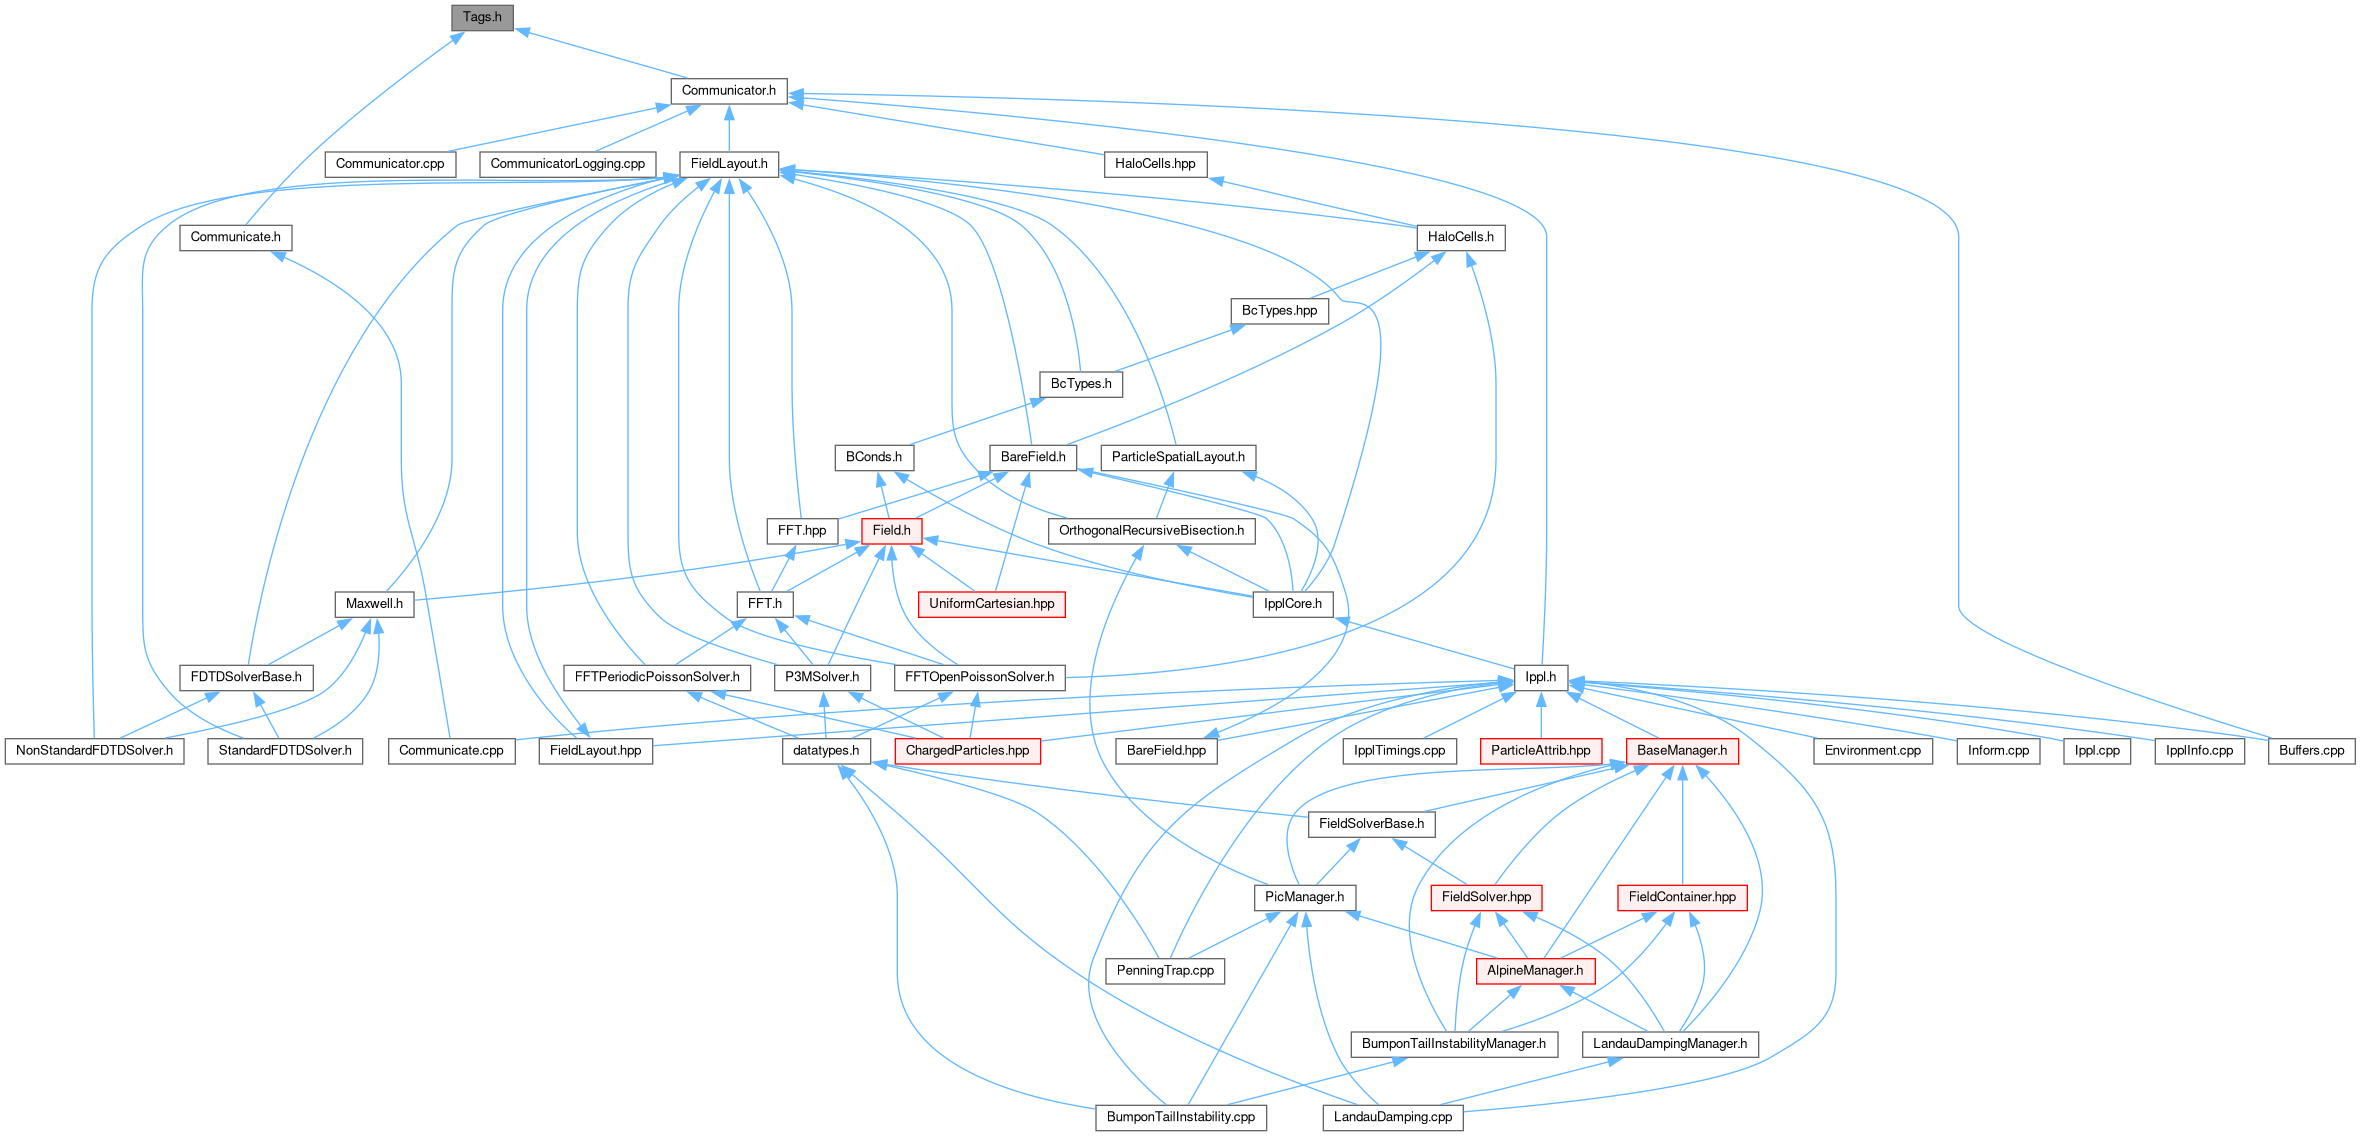 Tags.h
Communicator.h
Communicator.cpp
CommunicatorLogging.cpp
FieldLayout.h
HaloCells.hpp
Communicate.h
HaloCells.h
BcTypes.hpp
BcTypes.h
BConds.h
BareField.h
ParticleSpatialLayout.h
FFT.hpp
Field.h
OrthogonalRecursiveBisection.h
Maxwell.h
FFT.h
UniformCartesian.hpp
IpplCore.h
FDTDSolverBase.h
FFTPeriodicPoissonSolver.h
P3MSolver.h
FFTOpenPoissonSolver.h
Ippl.h
NonStandardFDTDSolver.h
StandardFDTDSolver.h
Communicate.cpp
FieldLayout.hpp
datatypes.h
ChargedParticles.hpp
BareField.hpp
IpplTimings.cpp
ParticleAttrib.hpp
BaseManager.h
Environment.cpp
Inform.cpp
Ippl.cpp
IpplInfo.cpp
Buffers.cpp
FieldSolverBase.h
PicManager.h
FieldSolver.hpp
FieldContainer.hpp
PenningTrap.cpp
AlpineManager.h
BumponTailInstabilityManager.h
LandauDampingManager.h
BumponTailInstability.cpp
LandauDamping.cpp